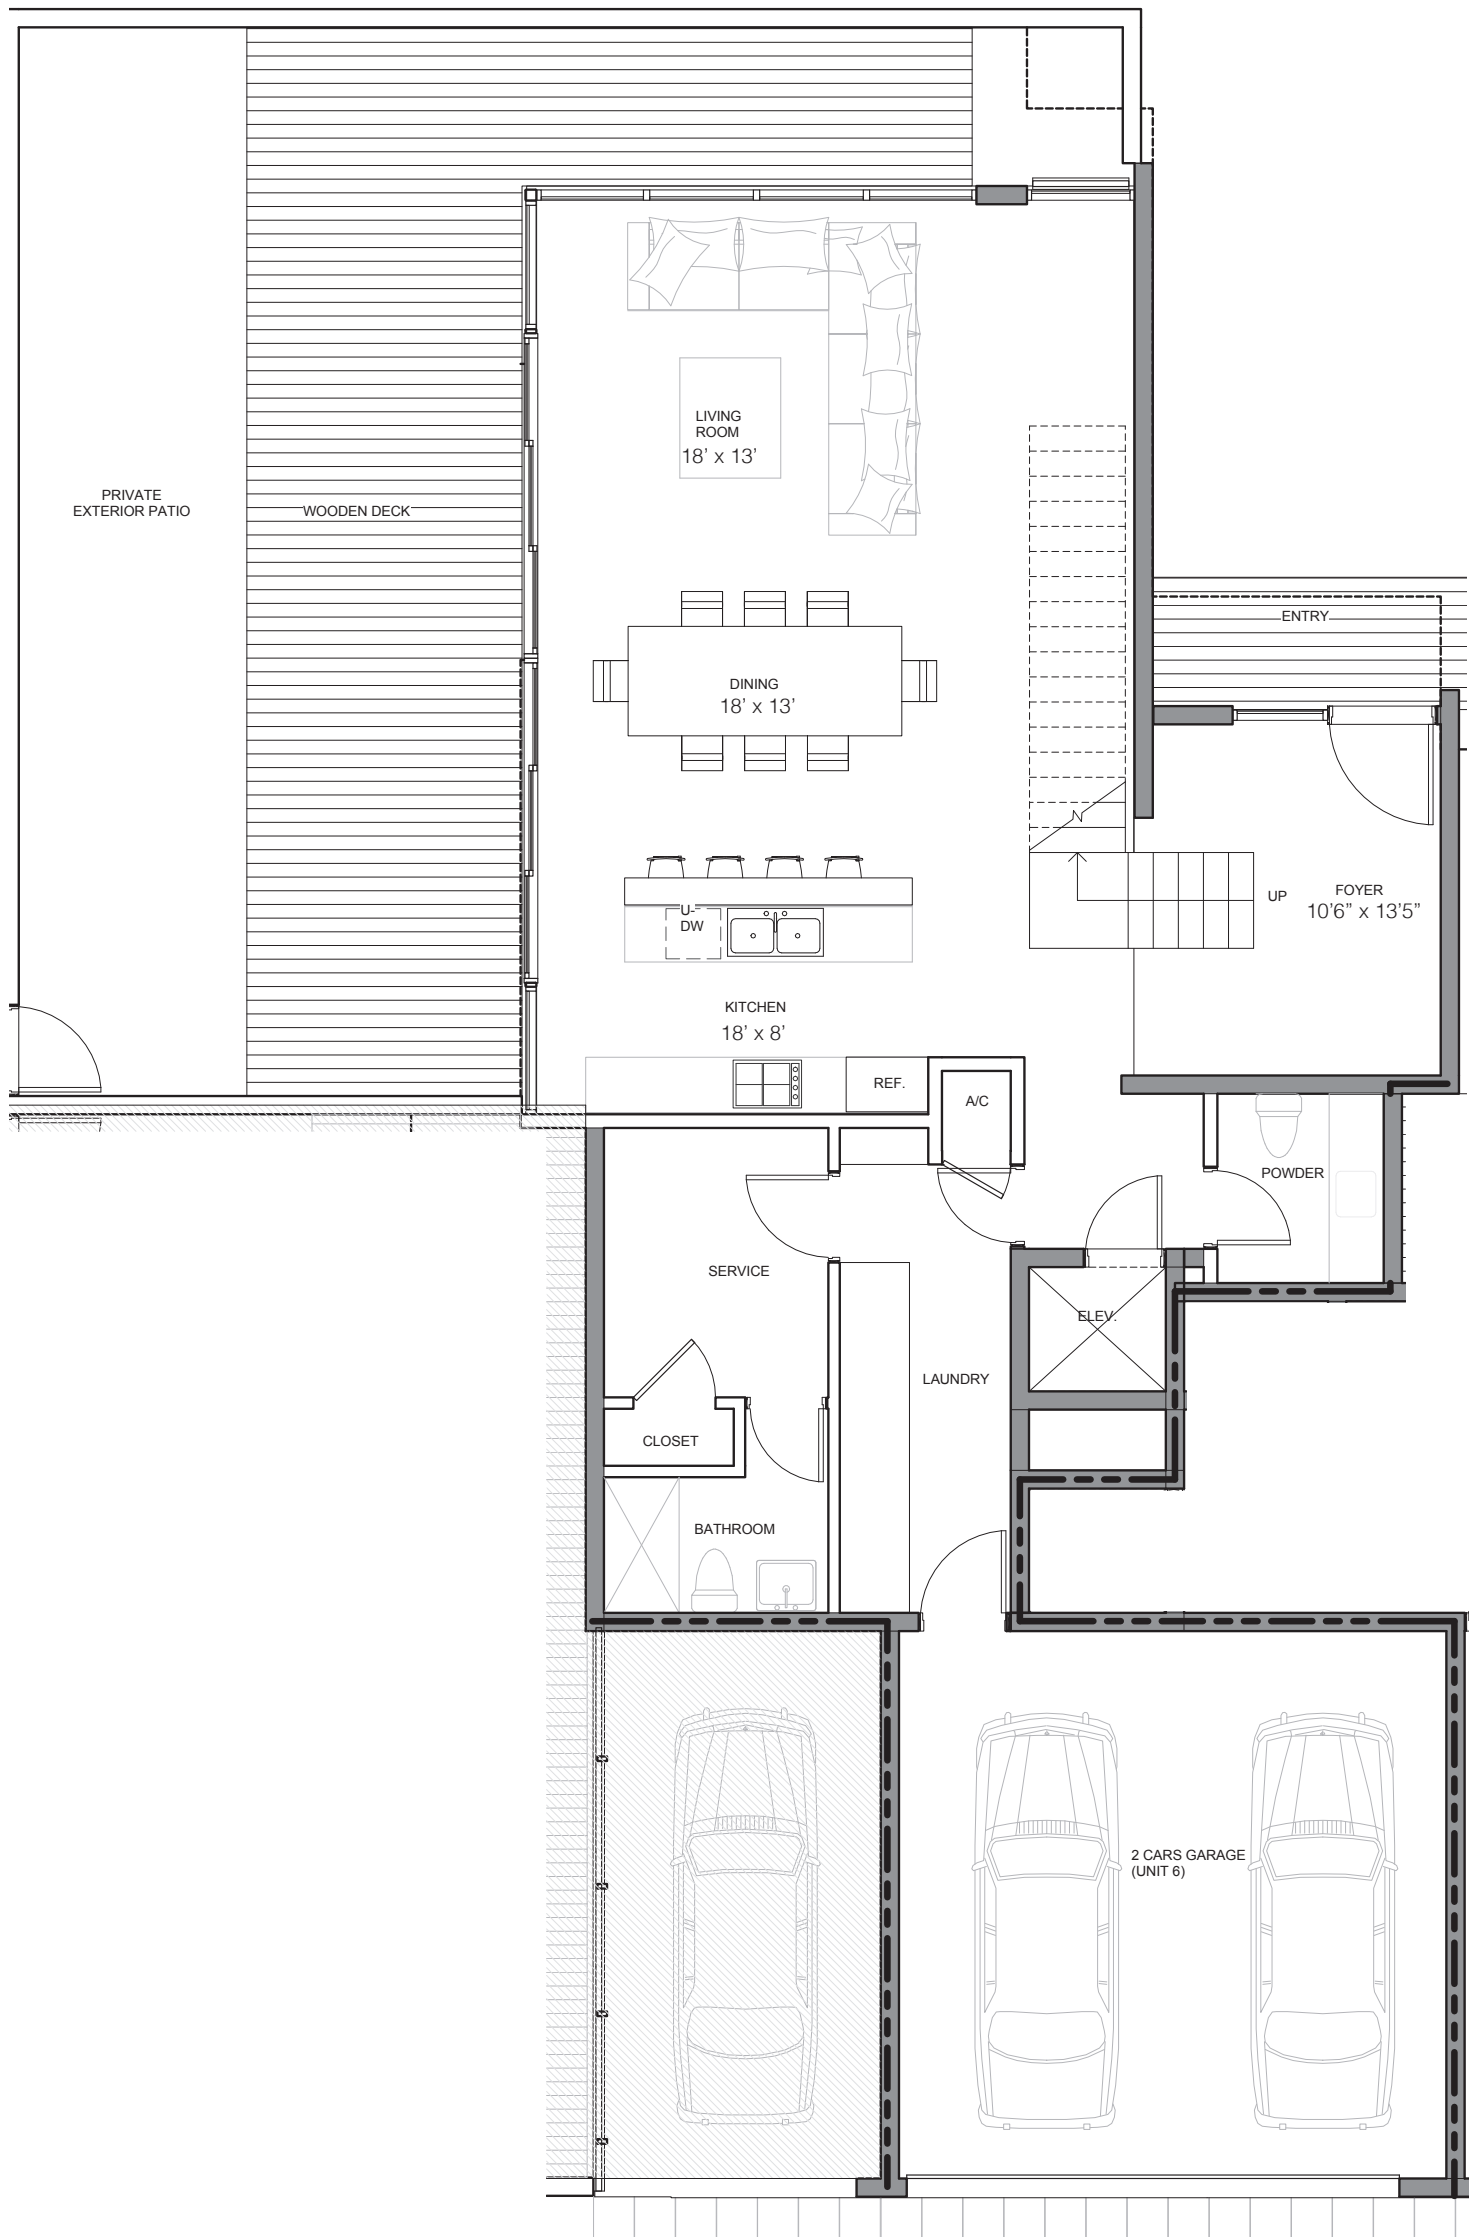 LIVING
ROOM
18’ x 13’
PRIVATE
EXTERIOR PATIO
WOODEN DECK
ENTRY
DINING
18’ x 13’
UP
FOYER
10’6” x 13’5”
U-
DW
KITCHEN
18’ x 8’
REF.
A/C
POWDER
SERVICE
ELEV.
LAUNDRY
CLOSET
BATHROOM
2 CARS GARAGE
(UNIT 6)